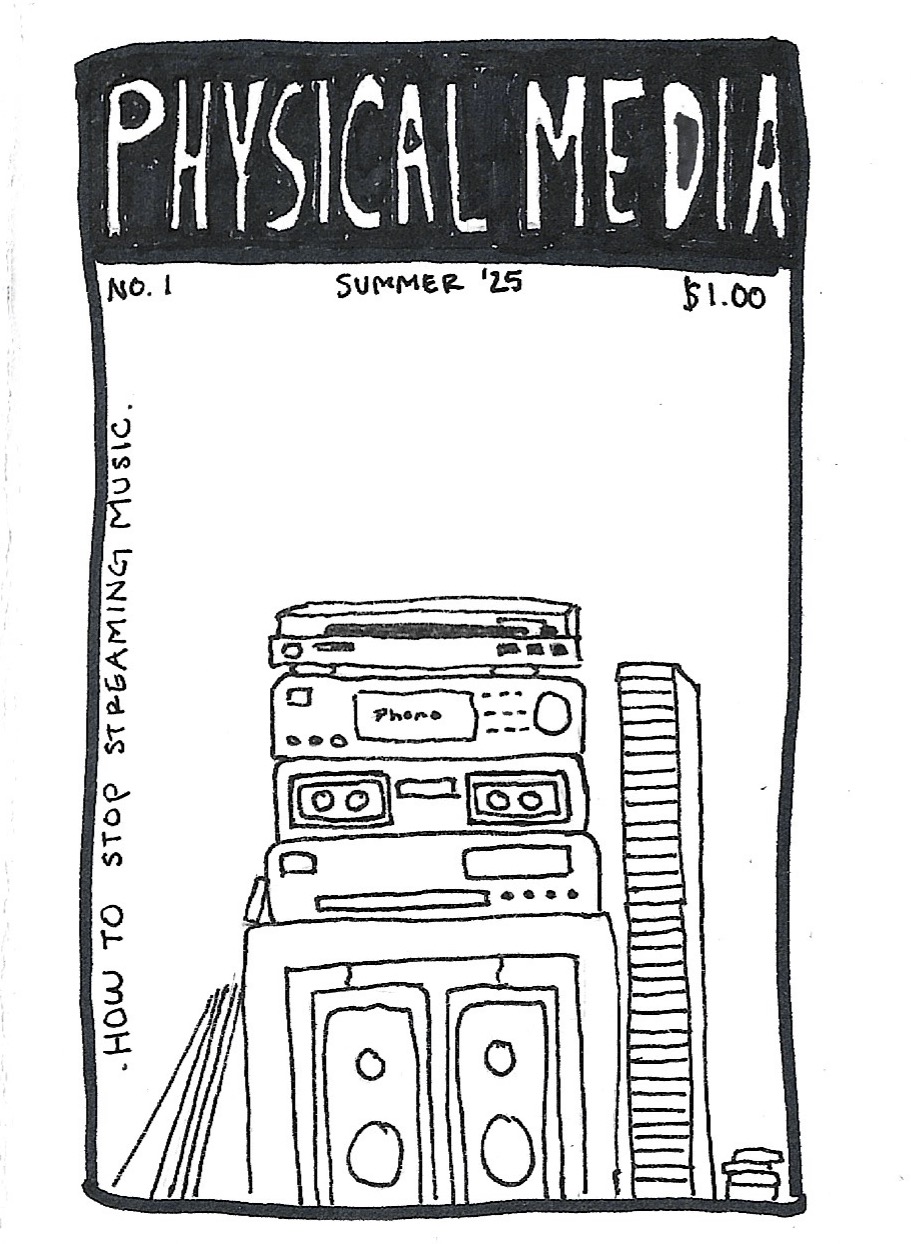 PHYSICAL MEDIA
NO. 1 SUMMER '25 $1.00
·HOW TO STOP STREAMING MUSIC.
Phono